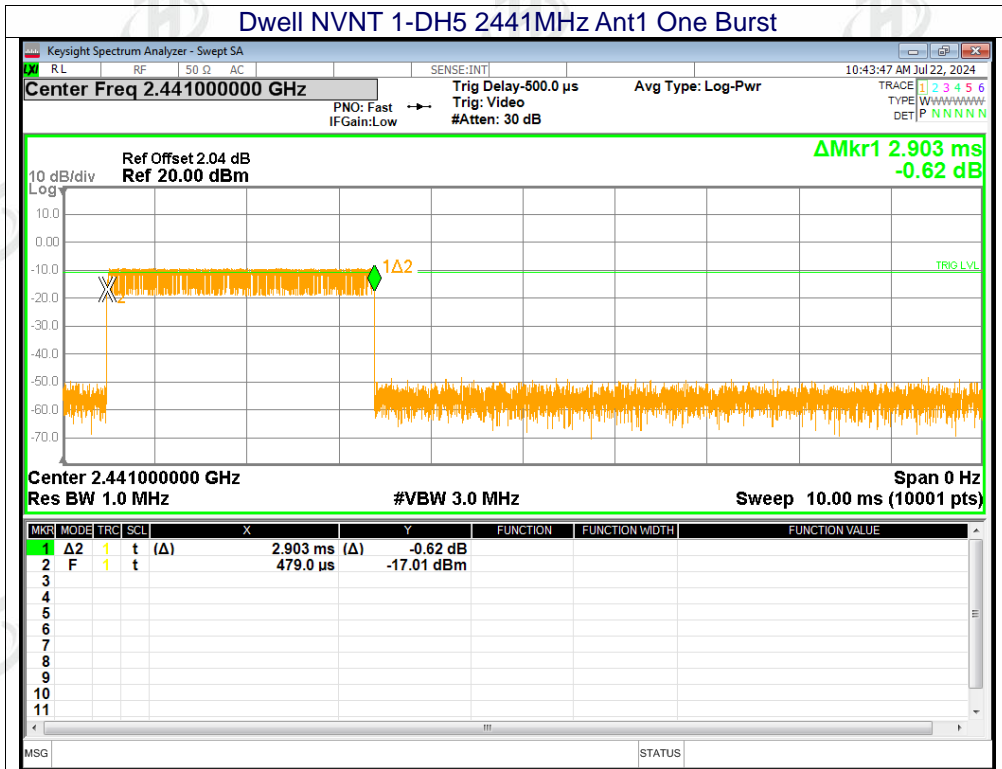 Dwell NVNT 1-DH5 2441MHz Ant1 One Burst
Keysight Spectrum Analyzer - Swept SA
LXI RL RF 50 Ω AC SENSE:INT 10:43:47 AM Jul 22, 2024
Center Freq 2.441000000 GHz Trig Delay-500.0 µs Avg Type: Log-Pwr TRACE 1 2 3 4 5 6
PNO: Fast Trig: Video TYPE WWWWWWW
IFGain:Low #Atten: 30 dB DET P N N N N N
ΔMkr1 2.903 ms
-0.62 dB
Ref Offset 2.04 dB
10 dB/div Ref 20.00 dBm
Log
10.0
0.00
-10.0 1Δ2 TRIG LVL
-20.0 2
-30.0
-40.0
-50.0
-60.0
-70.0
Center 2.441000000 GHz Span 0 Hz
Res BW 1.0 MHz #VBW 3.0 MHz Sweep 10.00 ms (10001 pts)
MKR MODE TRC SCL X Y FUNCTION FUNCTION WIDTH FUNCTION VALUE
1 Δ2 1 t (Δ) 2.903 ms (Δ) -0.62 dB
2 F 1 t 479.0 µs -17.01 dBm
3
4
5
6
7
8
9
10
11
MSG STATUS